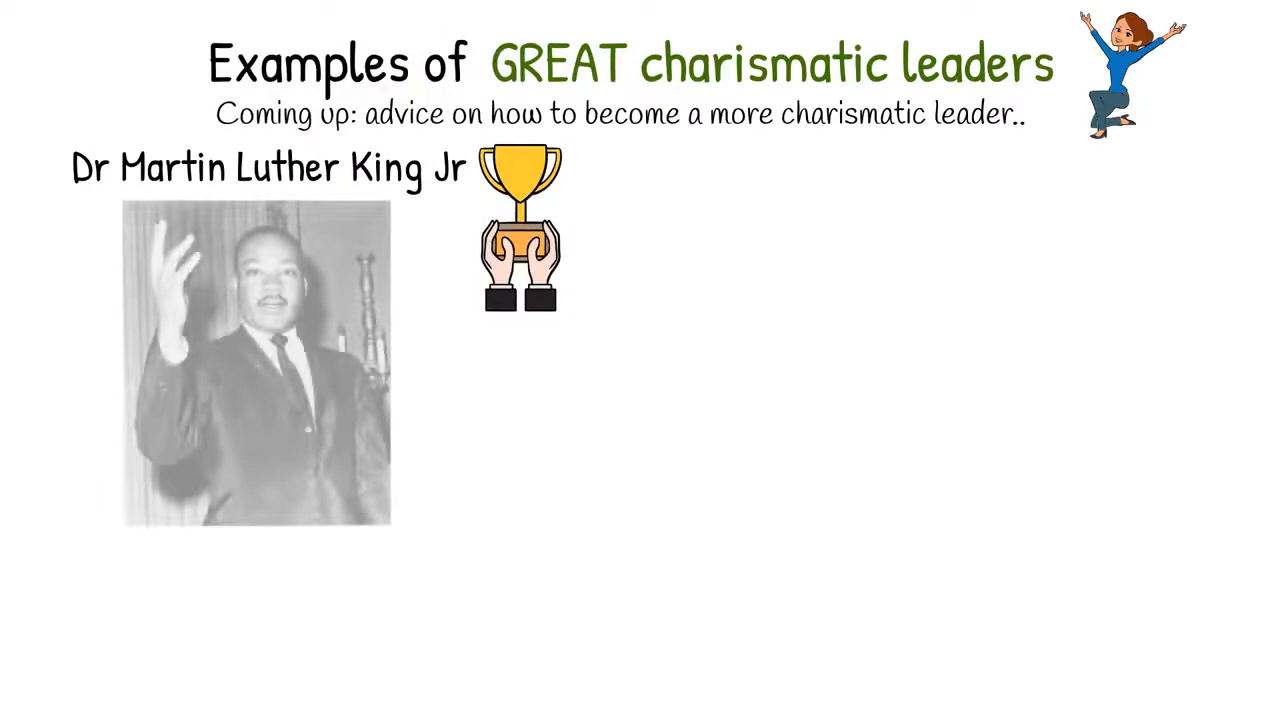 Examples of GREAT charismatic leaders
Coming up: advice on how to become a more charismatic leader..
Dr Martin Luther King Jr